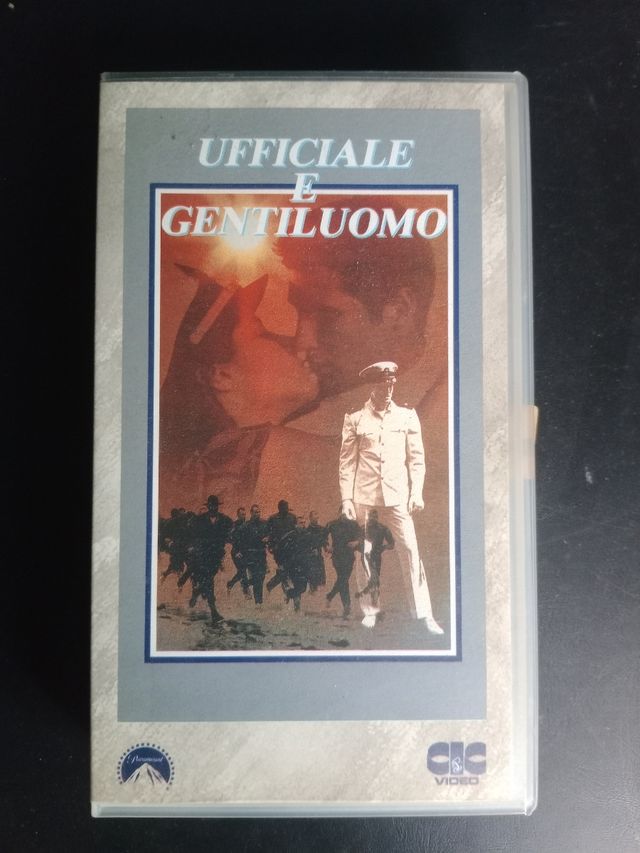 UFFICIALE
E
GENTILUOMO
Paramount
CIC
VIDEO